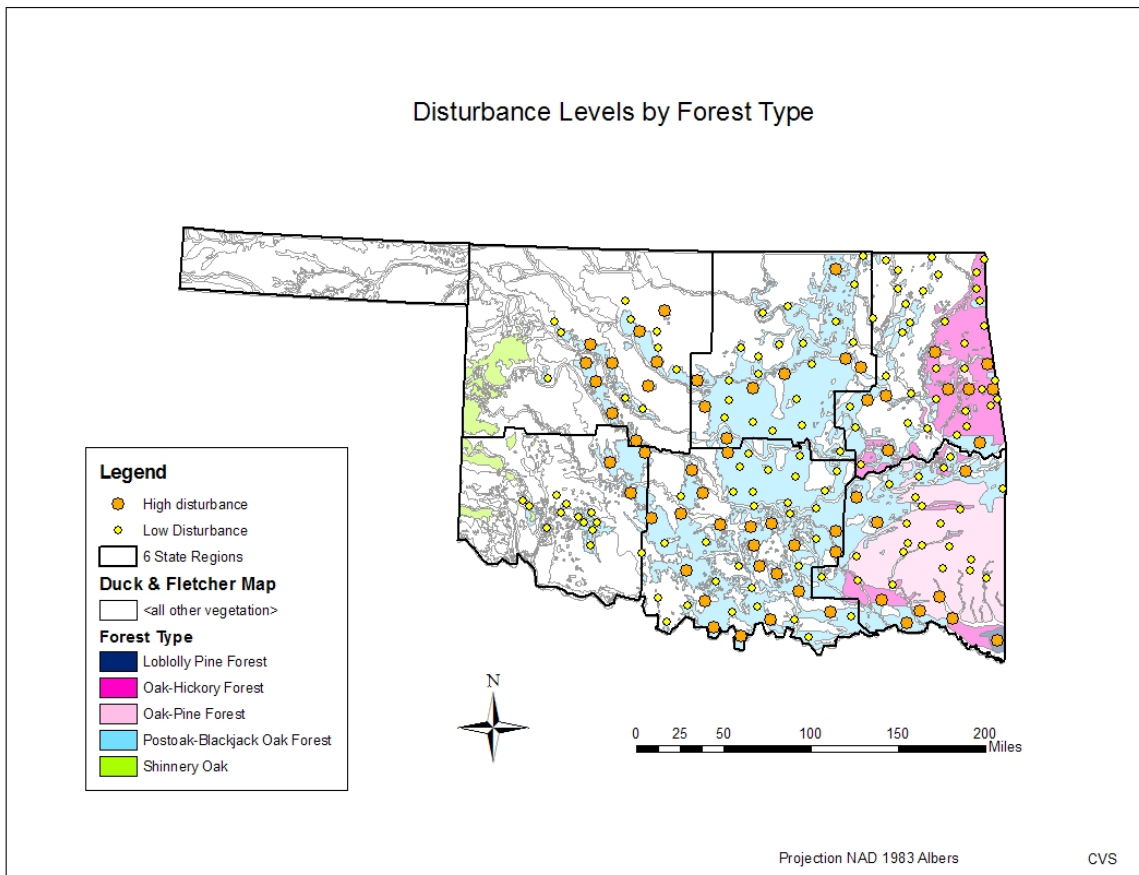 Disturbance Levels by Forest Type
Legend
High disturbance
Low Disturbance
6 State Regions
Duck & Fletcher Map
<all other vegetation>
Forest Type
Loblolly Pine Forest
Oak-Hickory Forest
Oak-Pine Forest
Postoak-Blackjack Oak Forest
Shinnery Oak
N
0 25 50 100 150 200
Miles
Projection NAD 1983 Albers CVS